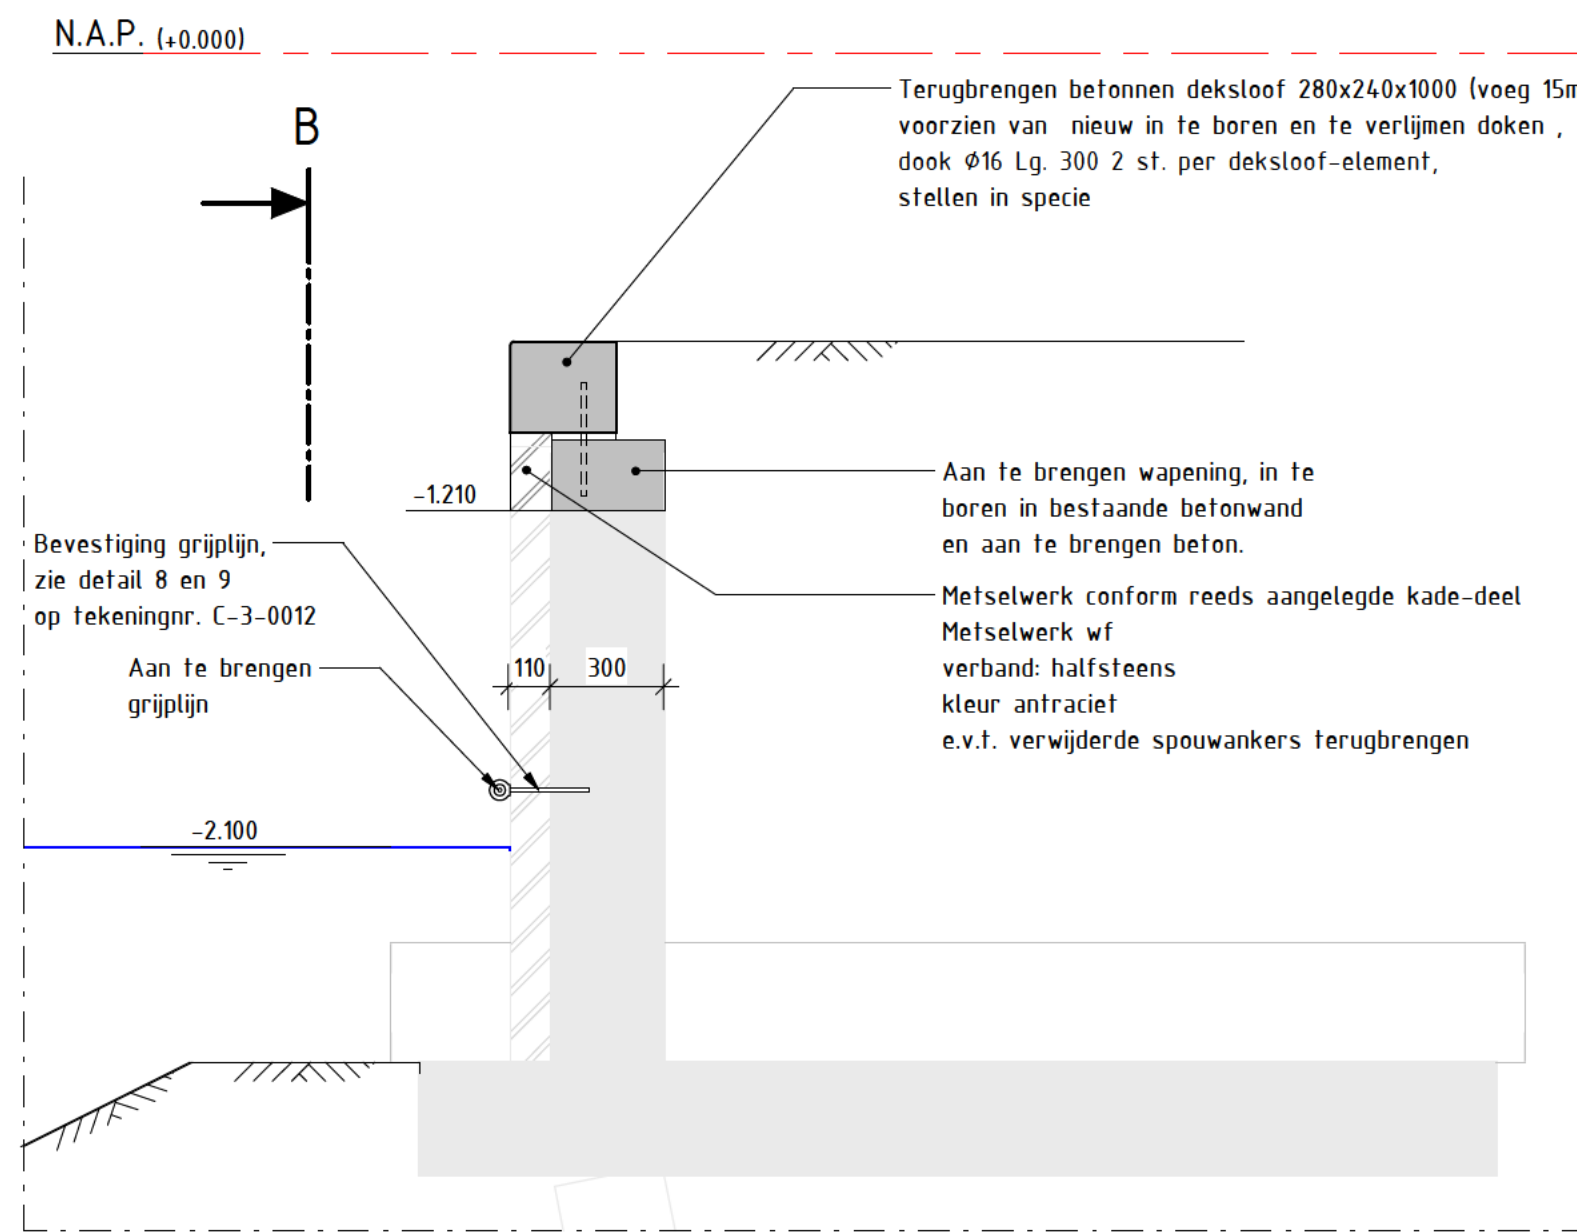 N.A.P. (+0.000)
Terugbrengen betonnen deksloof 280x240x1000 (voeg 15m
voorzien van nieuw in te boren en te verlijmen doken ,
dook Ø16 Lg. 300 2 st. per deksloof-element,
stellen in specie
B
Aan te brengen wapening, in te
boren in bestaande betonwand
en aan te brengen beton.
-1.210
Bevestiging grijplijn,
zie detail 8 en 9
op tekeningnr. C-3-0012
Metselwerk conform reeds aangelegde kade-deel
Metselwerk wf
verband: halfsteens
kleur antraciet
e.v.t. verwijderde spouwankers terugbrengen
Aan te brengen
grijplijn
110 300
-2.100